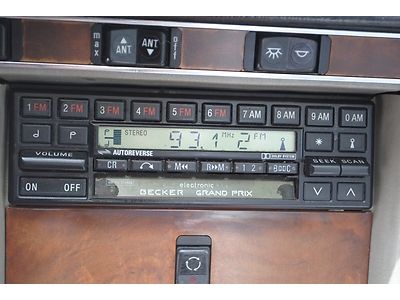 max ANT ANT off
1 FM 2 FM 3 FM 4 FM 5 FM 6 FM 7 AM 8 AM 9 AM 0 AM
STEREO 93.1 MHz 2 FM
AUTOREVERSE DOLBY SYSTEM
VOLUME CR M◀◀ R▶▶M 1 2 B SEEK SCAN
ON OFF
electronic
BECKER GRAND PRIX